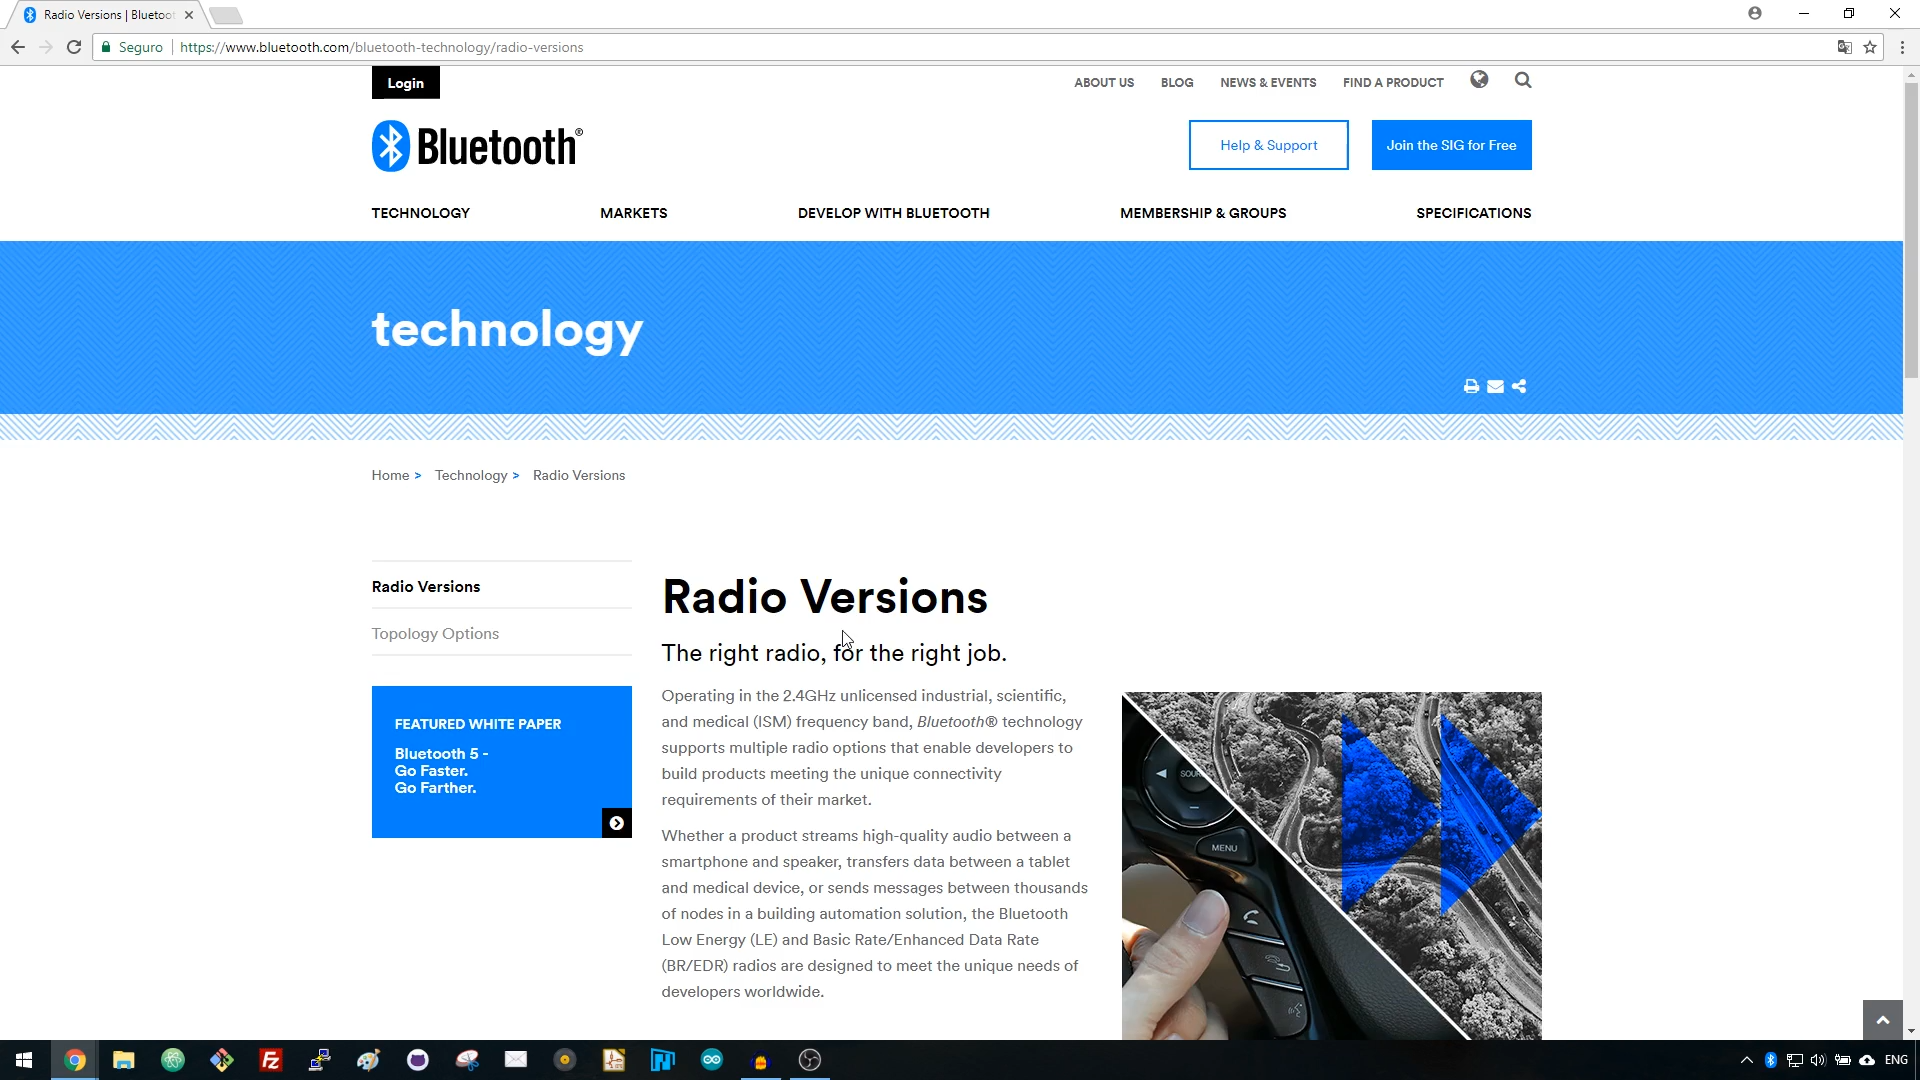 Radio Versions | Bluetoot
Seguro https://www.bluetooth.com/bluetooth-technology/radio-versions
Login
ABOUT US BLOG NEWS & EVENTS FIND A PRODUCT
Bluetooth®
Help & Support
Join the SIG for Free
TECHNOLOGY MARKETS DEVELOP WITH BLUETOOTH MEMBERSHIP & GROUPS SPECIFICATIONS
technology
Home > Technology > Radio Versions
Radio Versions
Topology Options
FEATURED WHITE PAPER
Bluetooth 5 -
Go Faster.
Go Farther.
Radio Versions
The right radio, for the right job.
Operating in the 2.4GHz unlicensed industrial, scientific,
and medical (ISM) frequency band, Bluetooth® technology
supports multiple radio options that enable developers to
build products meeting the unique connectivity
requirements of their market.
Whether a product streams high-quality audio between a
smartphone and speaker, transfers data between a tablet
and medical device, or sends messages between thousands
of nodes in a building automation solution, the Bluetooth
Low Energy (LE) and Basic Rate/Enhanced Data Rate
(BR/EDR) radios are designed to meet the unique needs of
developers worldwide.
MENU
ENG